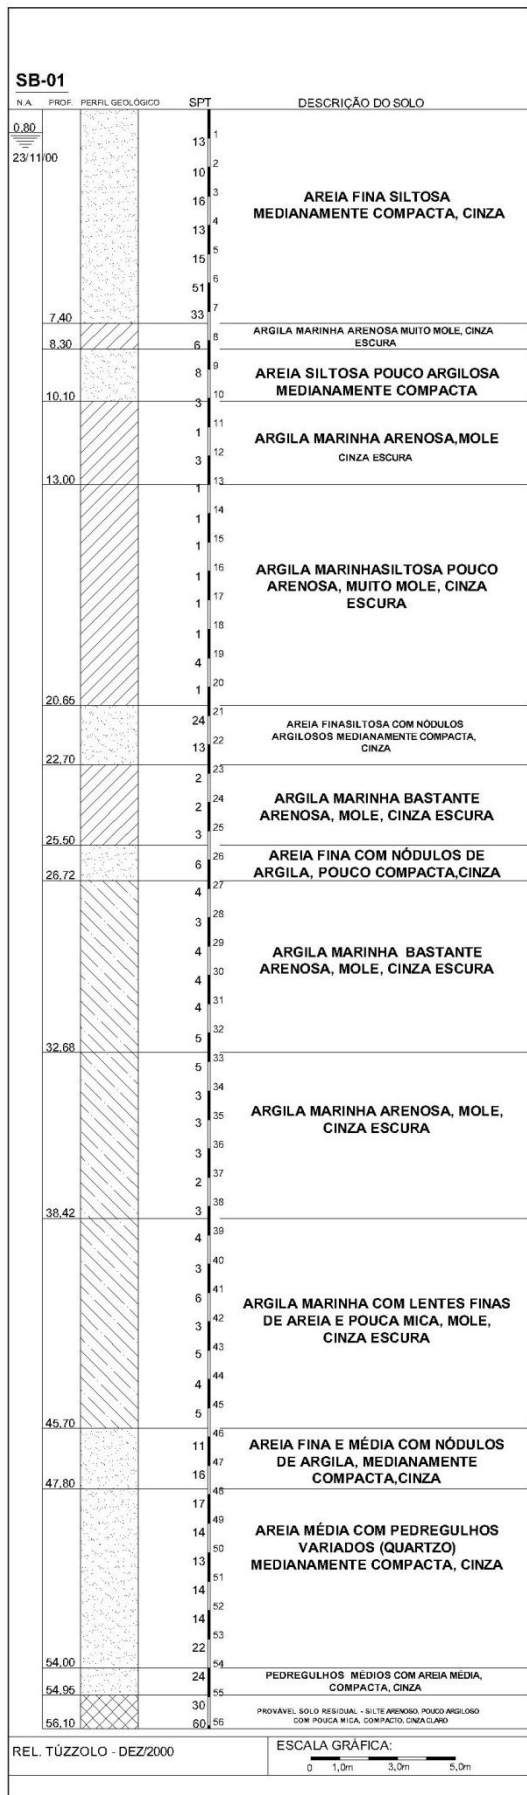 SB-01
N.A. PROF. PERFIL GEOLÓGICO SPT DESCRIÇÃO DO SOLO
0,80
23/11/00
13 1
10 2
16 3
13 4
15 5
51 6
33 7
AREIA FINA SILTOSA
MEDIANAMENTE COMPACTA, CINZA
7,40
ARGILA MARINHA ARENOSA MUITO MOLE, CINZA
ESCURA
6 8
8,30
8 9
AREIA SILTOSA POUCO ARGILOSA
MEDIANAMENTE COMPACTA
10,10
3 10
1 11
3 12
ARGILA MARINHA ARENOSA,MOLE
CINZA ESCURA
13,00
1 13
1 14
1 15
1 16
1 17
1 18
4 19
1 20
ARGILA MARINHASILTOSA POUCO
ARENOSA, MUITO MOLE, CINZA
ESCURA
20,65
24 21
13 22
AREIA FINASILTOSA COM NÓDULOS
ARGILOSOS MEDIANAMENTE COMPACTA,
CINZA
22,70
2 23
2 24
3 25
ARGILA MARINHA BASTANTE
ARENOSA, MOLE, CINZA ESCURA
25,50
6 26
AREIA FINA COM NÓDULOS DE
ARGILA, POUCO COMPACTA,CINZA
26,72
4 27
3 28
4 29
4 30
4 31
5 32
ARGILA MARINHA BASTANTE
ARENOSA, MOLE, CINZA ESCURA
32,68
5 33
3 34
3 35
3 36
2 37
3 38
ARGILA MARINHA ARENOSA, MOLE,
CINZA ESCURA
38,42
4 39
3 40
6 41
3 42
5 43
4 44
5 45
ARGILA MARINHA COM LENTES FINAS
DE AREIA E POUCA MICA, MOLE,
CINZA ESCURA
45,70
11 46
16 47
AREIA FINA E MÉDIA COM NÓDULOS
DE ARGILA, MEDIANAMENTE
COMPACTA,CINZA
47,80
17 48
14 49
13 50
14 51
14 52
22 53
AREIA MÉDIA COM PEDREGULHOS
VARIADOS (QUARTZO)
MEDIANAMENTE COMPACTA, CINZA
54,00
24 54
PEDREGULHOS MÉDIOS COM AREIA MÉDIA,
COMPACTA, CINZA
54,95
30 55
PROVÁVEL SOLO RESIDUAL - SILTE ARENOSO, POUCO ARGILOSO
COM POUCA MICA, COMPACTO, CINZA CLARO
56,10
60 56
REL. TÚZZOLO - DEZ/2000
ESCALA GRÁFICA:
0 1,0m 3,0m 5,0m